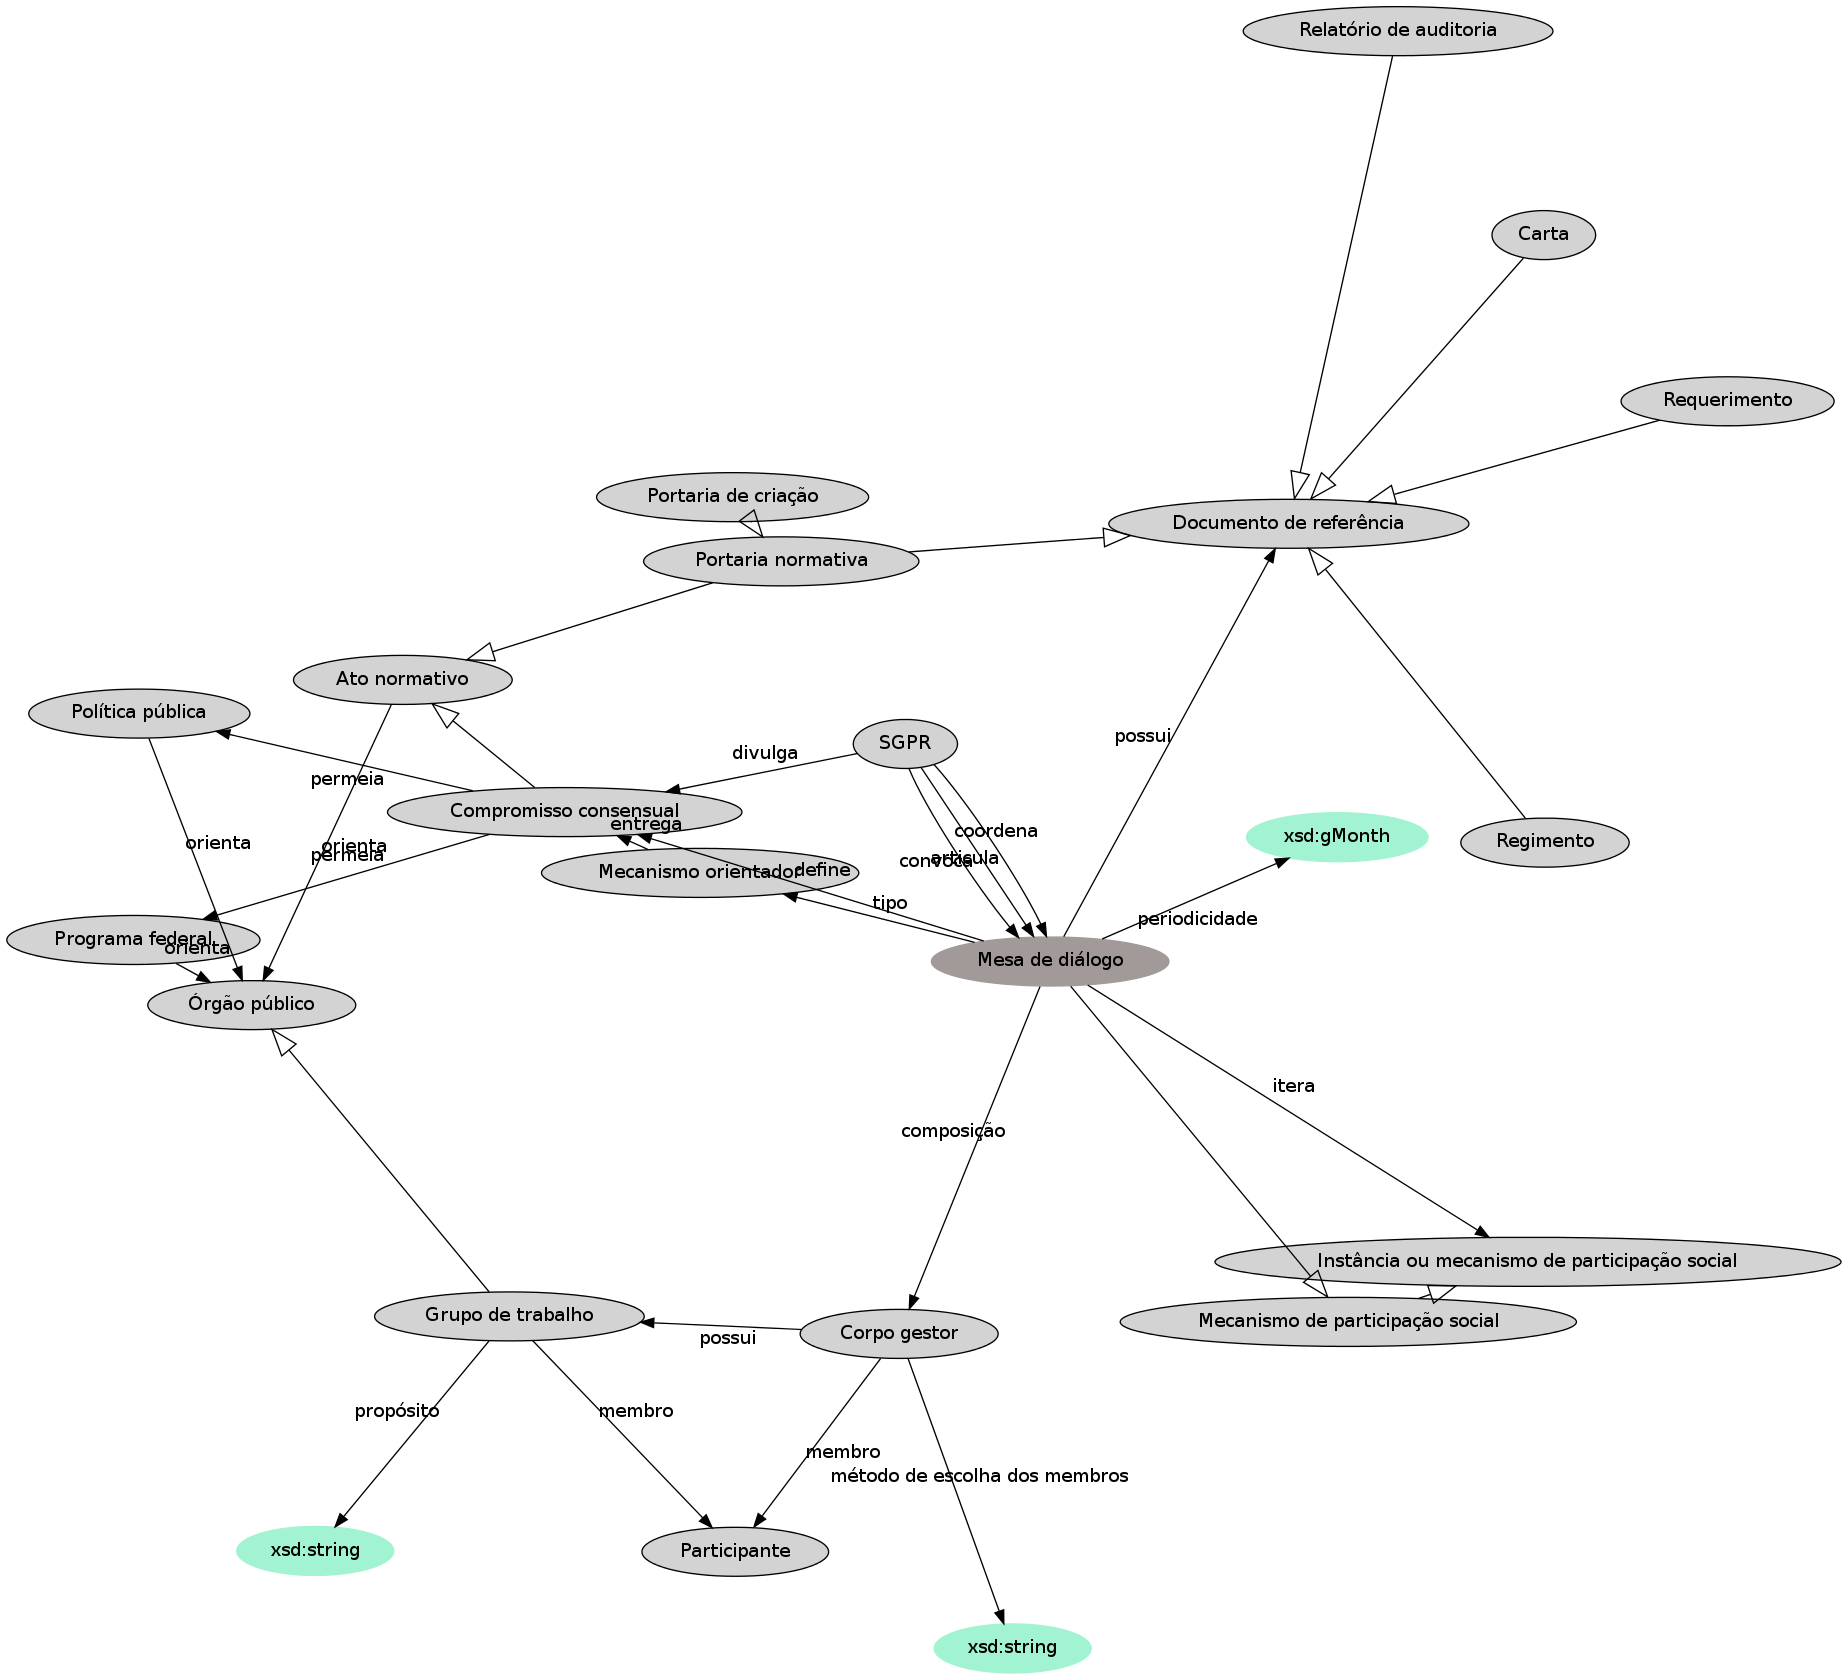 Relatório de auditoria
Carta
Requerimento
Portaria de criação
Documento de referência
Portaria normativa
Ato normativo
Política pública
possui
SGPR
divulga
permeia
Compromisso consensual
entrega
coordena
xsd:gMonth
Regimento
orienta
orienta
permeia
articula
convoca
Mecanismo orientador
define
tipo
periodicidade
Programa federal
orienta
Mesa de diálogo
Órgão público
itera
composição
Instância ou mecanismo de participação social
Grupo de trabalho
Mecanismo de participação social
Corpo gestor
possui
propósito
membro
membro
método de escolha dos membros
xsd:string
Participante
xsd:string